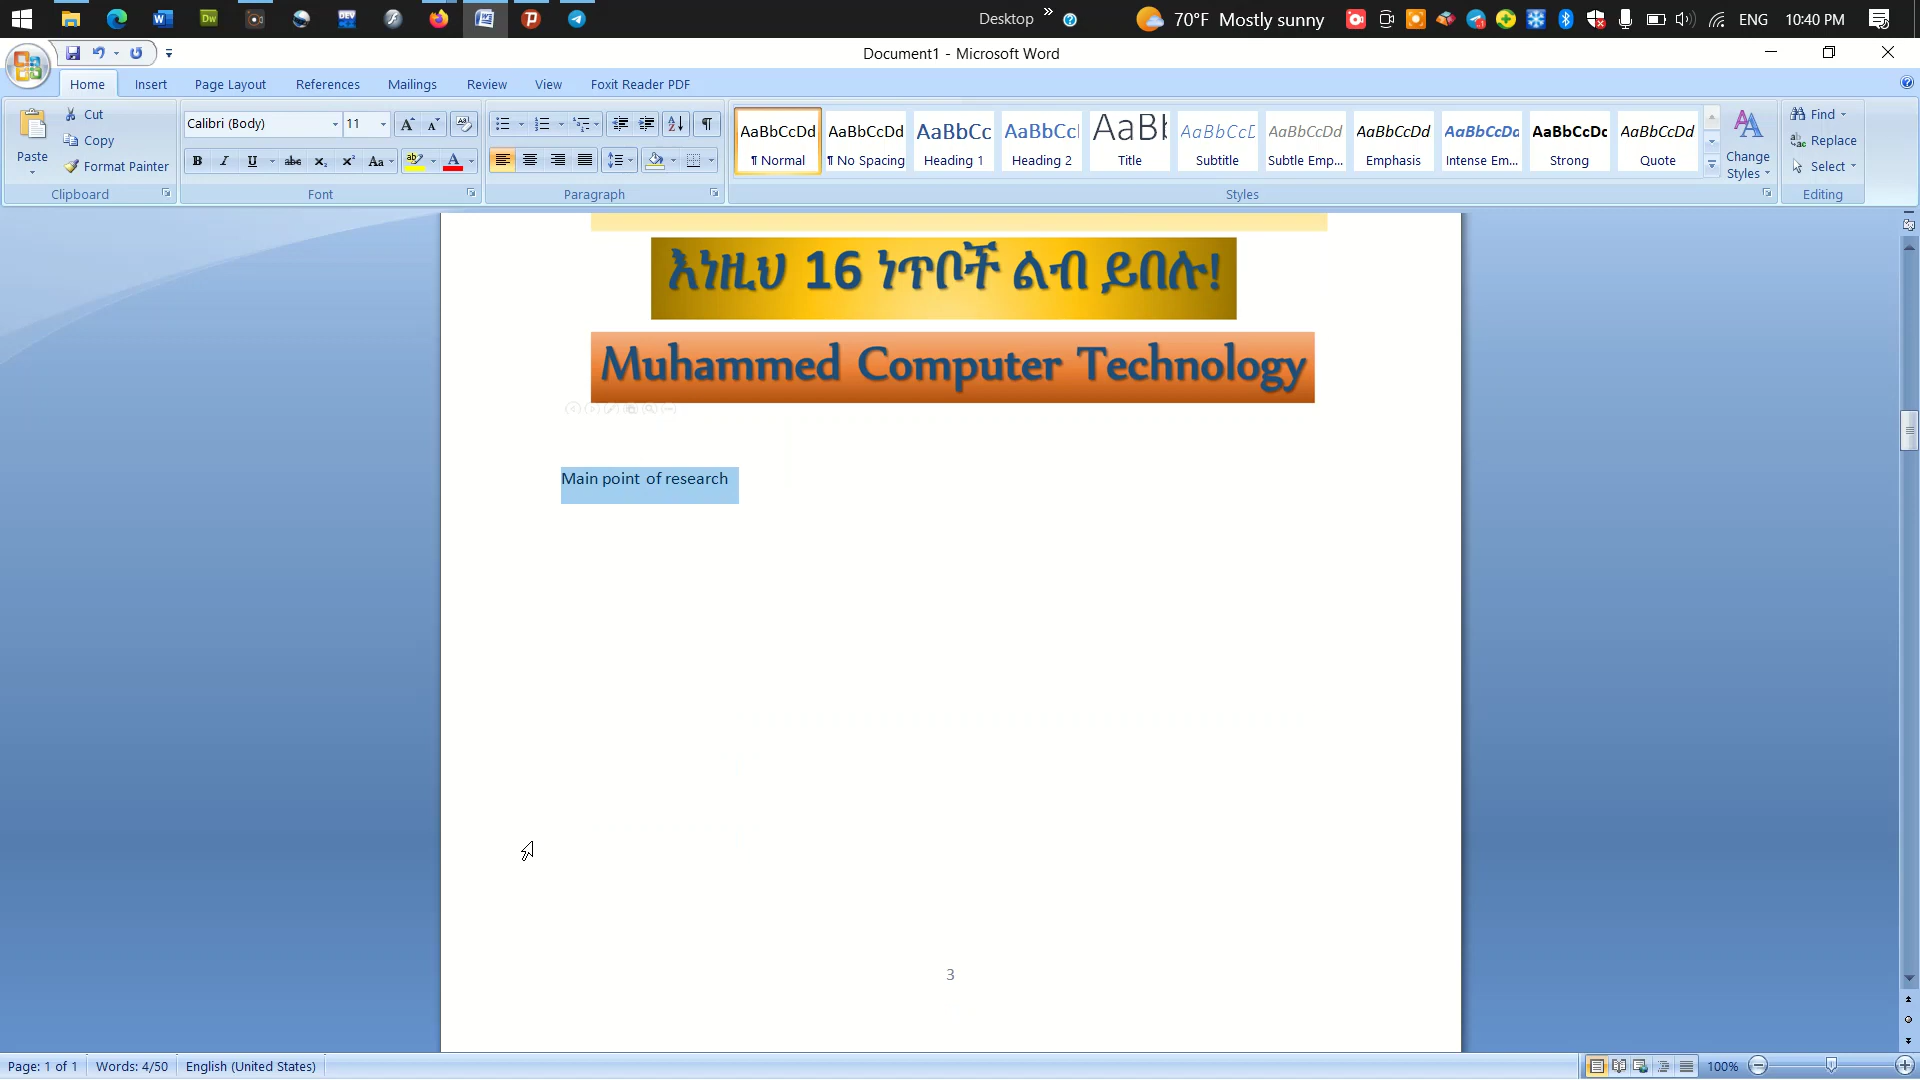 Desktop
»
70°F Mostly sunny
ENG
10:40 PM
Document1 - Microsoft Word
Home
Insert
Page Layout
References
Mailings
Review
View
Foxit Reader PDF
Paste
Cut
Copy
Format Painter
Clipboard
Calibri (Body)
11
Font
Paragraph
AaBbCcDd
¶ Normal
AaBbCcDd
¶ No Spacing
AaBbCc
Heading 1
AaBbCc
Heading 2
AaB
Title
AaBbCcD
Subtitle
AaBbCcDd
Subtle Emp...
AaBbCcDd
Emphasis
AaBbCcDd
Intense Em...
AaBbCcDc
Strong
AaBbCcDd
Quote
Change
Styles
Styles
Find
Replace
Select
Editing
እነዚህ 16 ነጥቦች ልብ ይበሉ!
Muhammed Computer Technology
Main point of research
3
Page: 1 of 1
Words: 4/50
English (United States)
100%